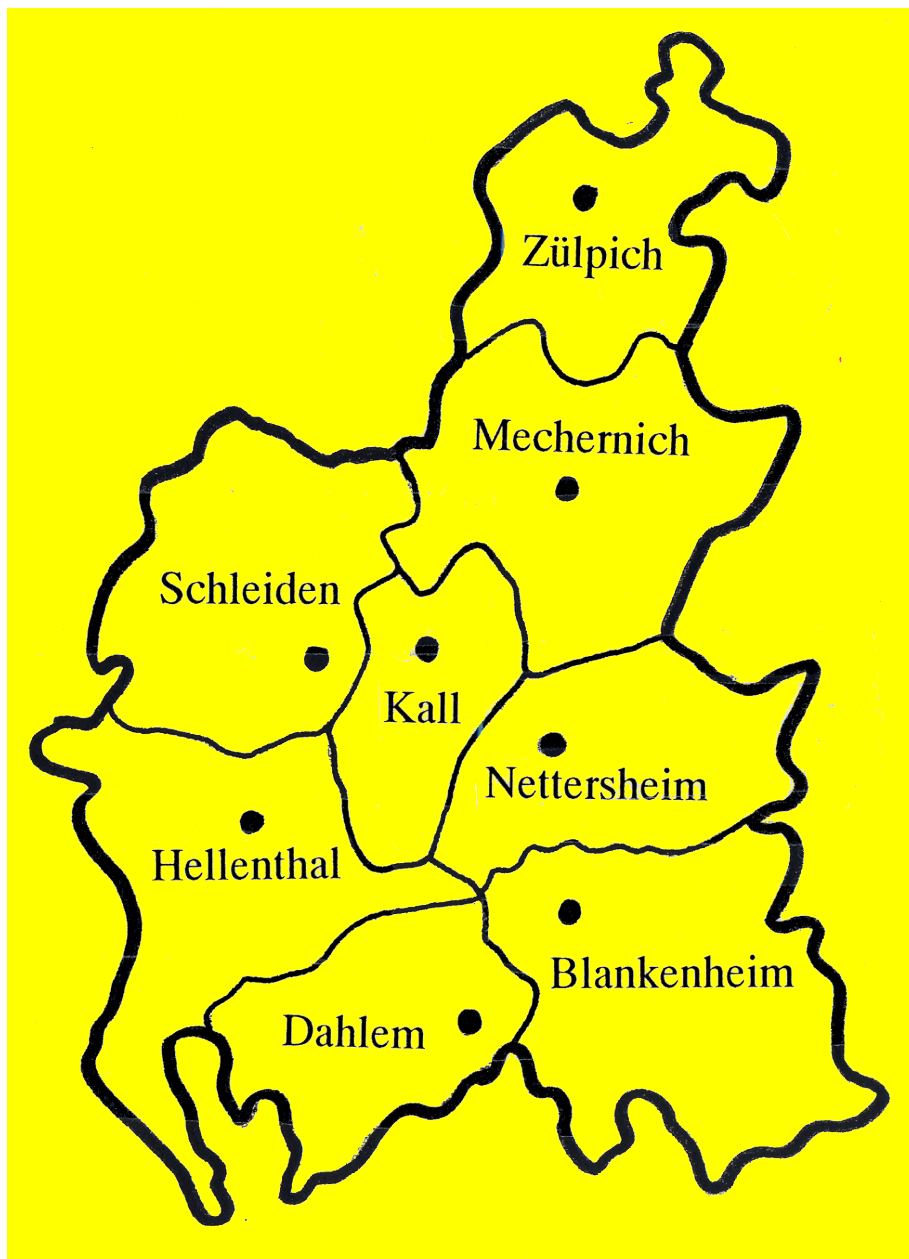 Zülpich
Mechernich
Schleiden
Kall
Nettersheim
Hellenthal
Blankenheim
Dahlem